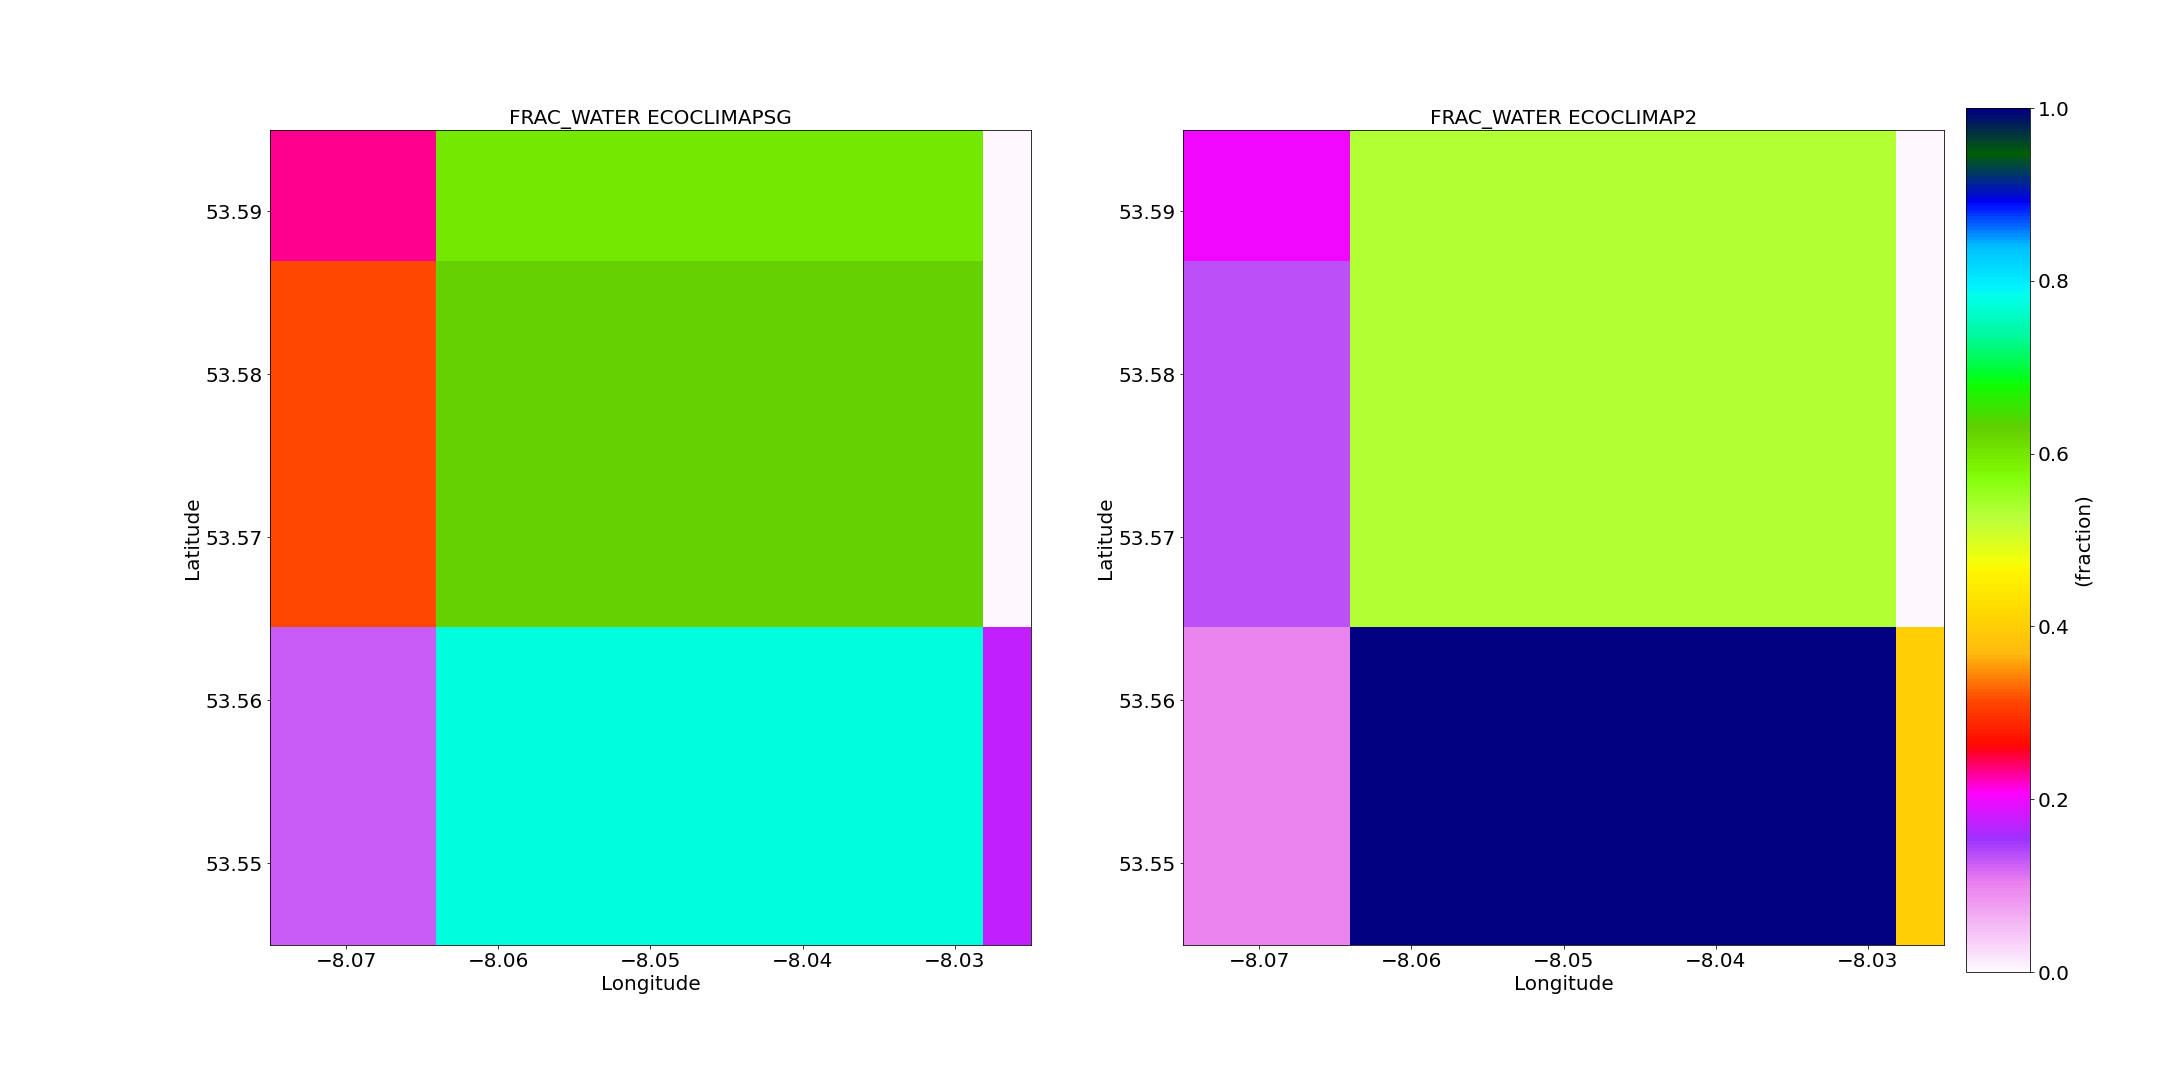 FRAC_WATER ECOCLIMAPSG
53.59
53.58
53.57
53.56
53.55
Latitude
−8.07 −8.06 −8.05 −8.04 −8.03
Longitude
FRAC_WATER ECOCLIMAP2
53.59
53.58
53.57
53.56
53.55
Latitude
−8.07 −8.06 −8.05 −8.04 −8.03
Longitude
1.0
0.8
0.6
0.4
0.2
0.0
(fraction)